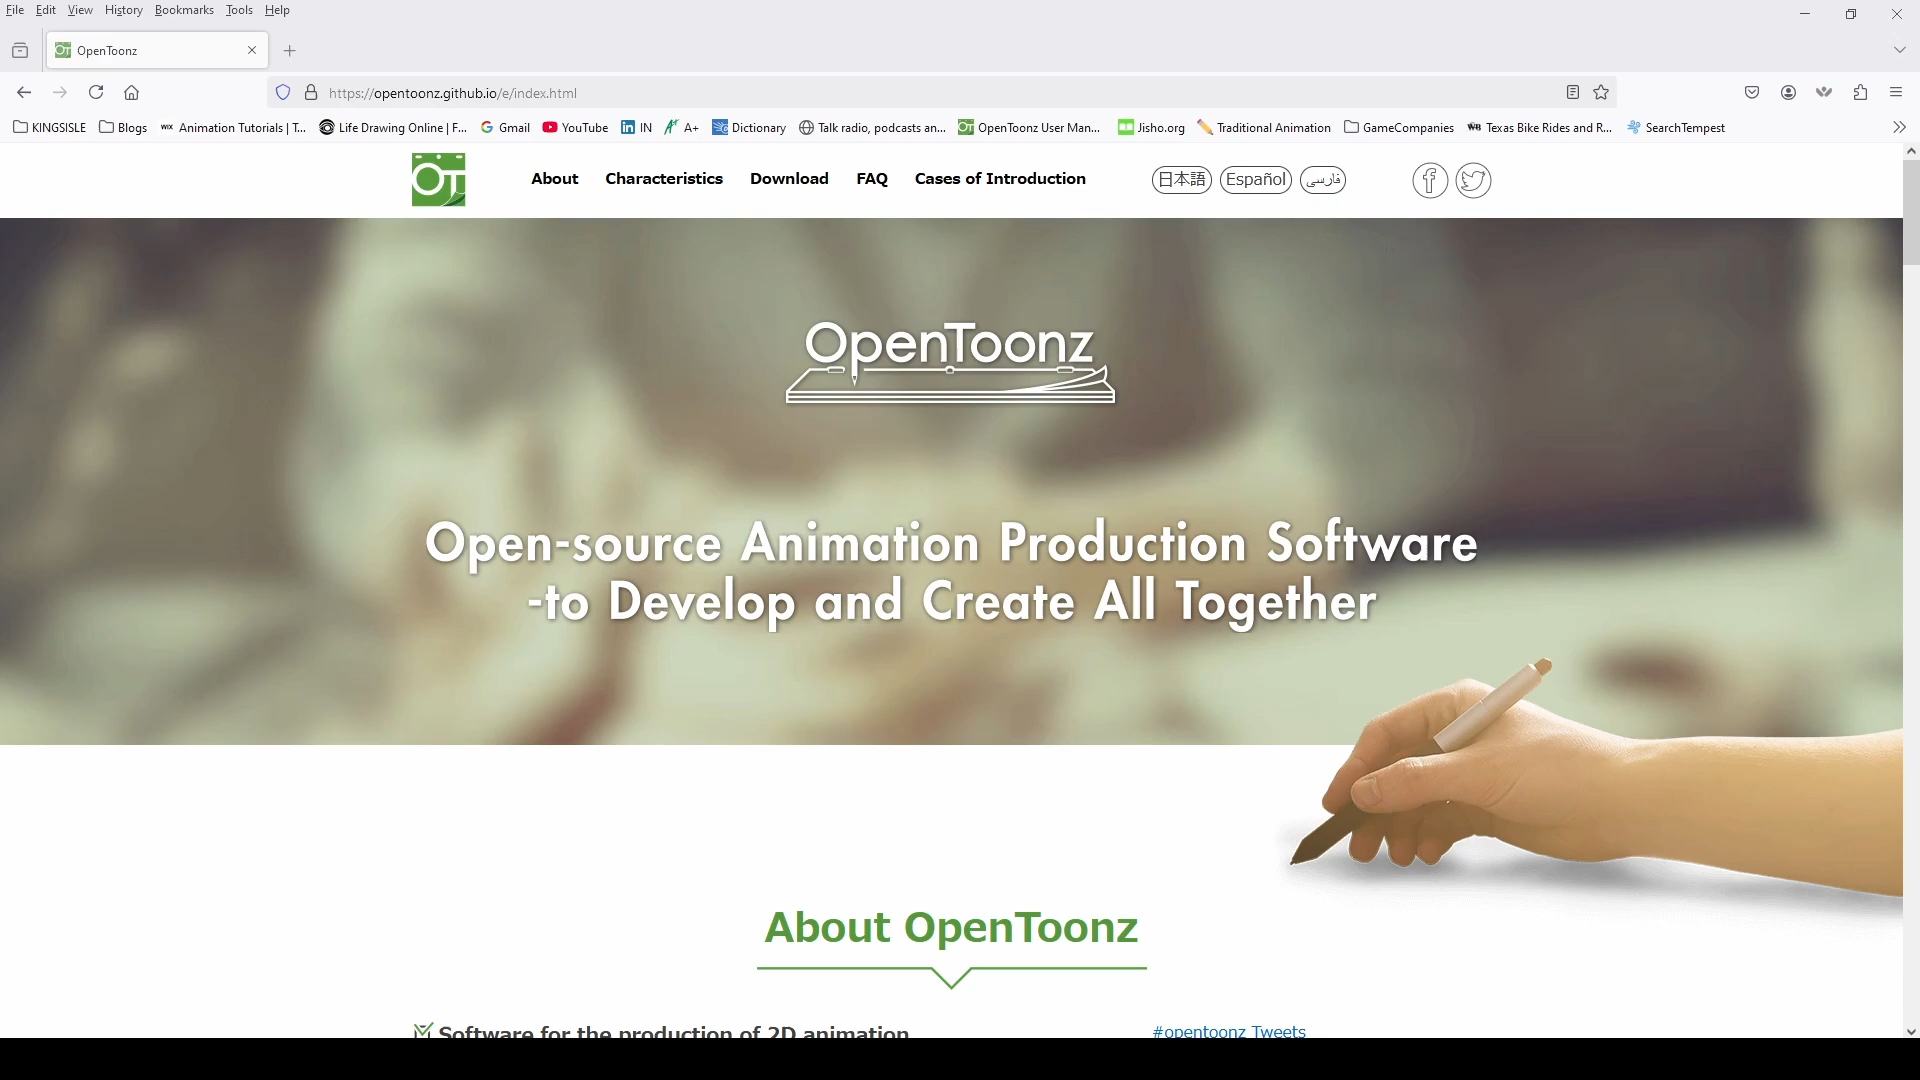 File Edit View History Bookmarks Tools Help
OpenToonz
https://opentoonz.github.io/e/index.html
KINGSISLE Blogs WIX Animation Tutorials | T... Life Drawing Online | F... Gmail YouTube IN A+ Dictionary Talk radio, podcasts an... OpenToonz User Man... Jisho.org Traditional Animation GameCompanies WB Texas Bike Rides and R... SearchTempest
OT About Characteristics Download FAQ Cases of Introduction 日本語 Español فارسی
OpenToonz
Open-source Animation Production Software
-to Develop and Create All Together
About OpenToonz
Software for the production of 2D animation
#opentoonz Tweets